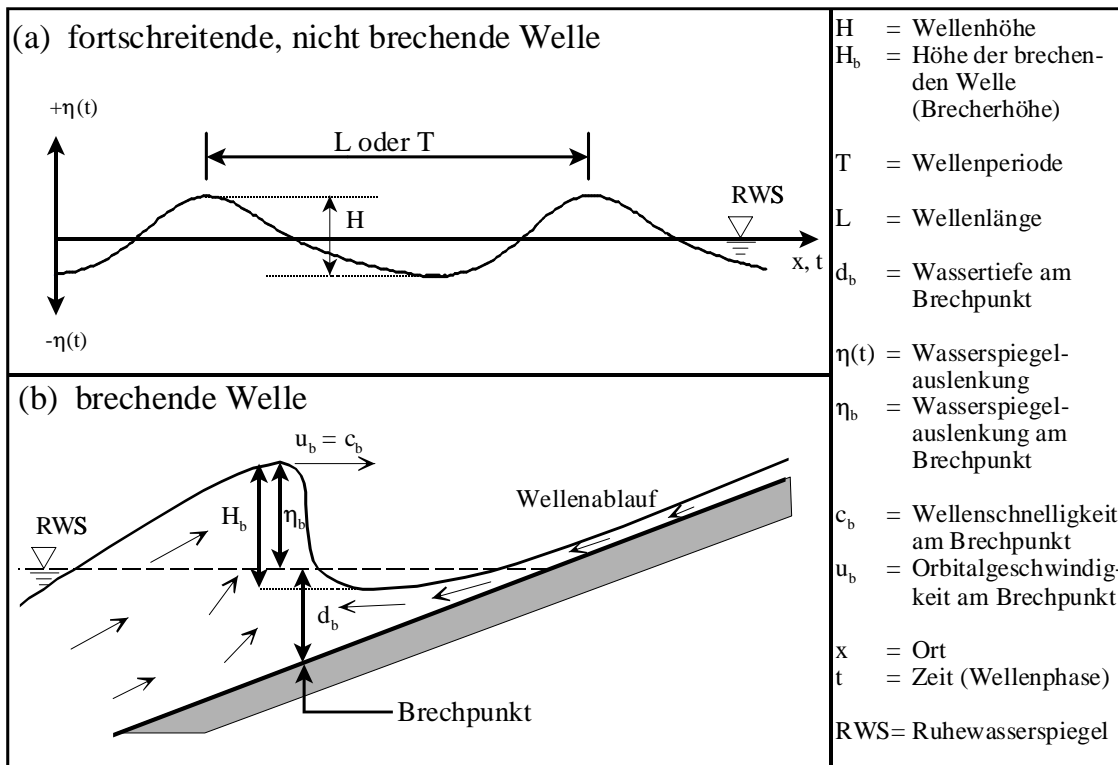 (a) fortschreitende, nicht brechende Welle
+η(t)
L oder T
RWS
H
x, t
-η(t)
(b) brechende Welle
u_b = c_b
Wellenablauf
RWS
H_b
η_b
d_b
Brechpunkt
H = Wellenhöhe
H_b = Höhe der brechen-
den Welle
(Brecherhöhe)
T = Wellenperiode
L = Wellenlänge
d_b = Wassertiefe am
Brechpunkt
η(t) = Wasserspiegel-
auslenkung
η_b = Wasserspiegel-
auslenkung am
Brechpunkt
c_b = Wellenschnelligkeit
am Brechpunkt
u_b = Orbitalgeschwindig-
keit am Brechpunkt
x = Ort
t = Zeit (Wellenphase)
RWS= Ruhewasserspiegel